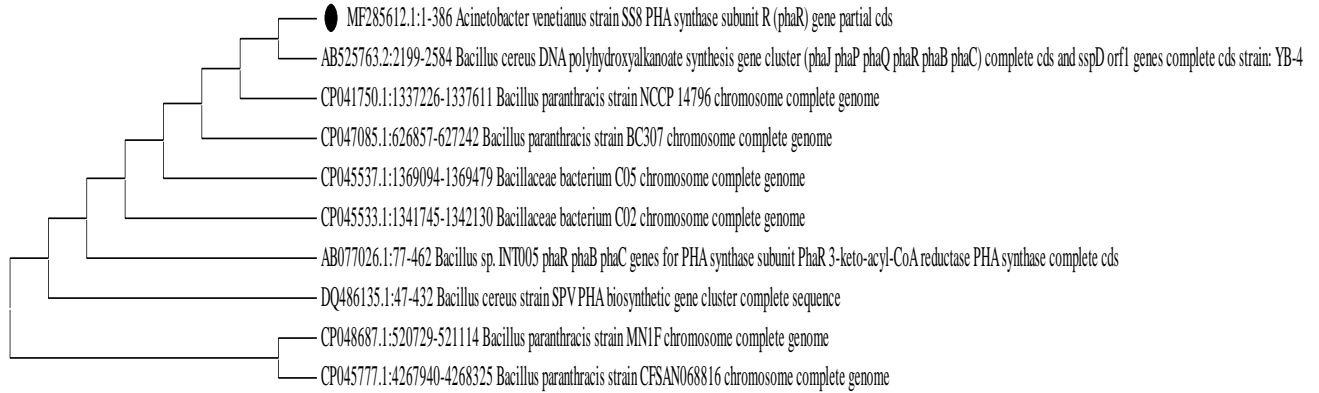 MF285612.1:1-386 Acinetobacter venetianus strain SS8 PHA synthase subunit R (phaR) gene partial cds
AB525763.2:2199-2584 Bacillus cereus DNA polyhydroxyalkanoate synthesis gene cluster (phaJ phaP phaQ phaR phaB phaC) complete cds and sspD orf1 genes complete cds strain: YB-4
CP041750.1:1337226-1337611 Bacillus paranthracis strain NCCP 14796 chromosome complete genome
CP047085.1:626857-627242 Bacillus paranthracis strain BC307 chromosome complete genome
CP045537.1:1369094-1369479 Bacillaceae bacterium C05 chromosome complete genome
CP045533.1:1341745-1342130 Bacillaceae bacterium C02 chromosome complete genome
AB077026.1:77-462 Bacillus sp. INT005 phaR phaB phaC genes for PHA synthase subunit PhaR 3-keto-acyl-CoA reductase PHA synthase complete cds
DQ486135.1:47-432 Bacillus cereus strain SPV PHA biosynthetic gene cluster complete sequence
CP048687.1:520729-521114 Bacillus paranthracis strain MN1F chromosome complete genome
CP045777.1:4267940-4268325 Bacillus paranthracis strain CFSAN068816 chromosome complete genome